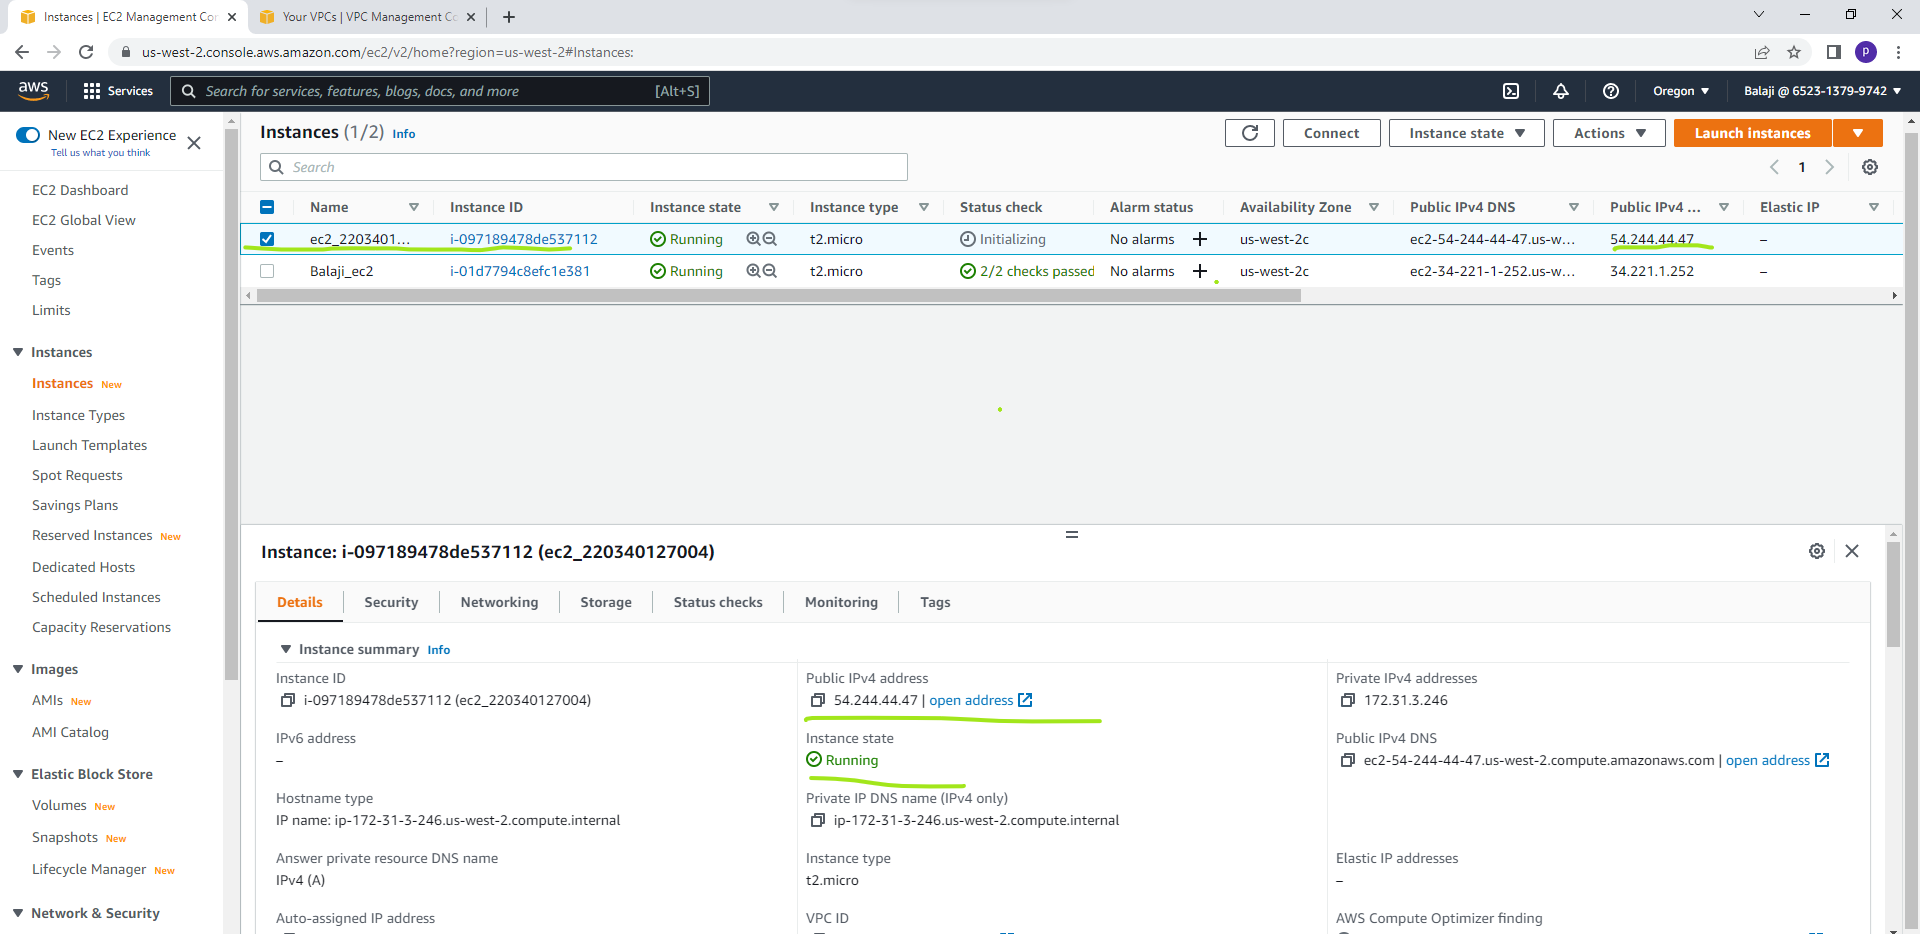 Instances | EC2 Management Con
Your VPCs | VPC Management Co
us-west-2.console.aws.amazon.com/ec2/v2/home?region=us-west-2#Instances:
P
aws
Services
Search for services, features, blogs, docs, and more
[Alt+S]
Oregon
Balaji @ 6523-1379-9742
New EC2 Experience
Tell us what you think
EC2 Dashboard
EC2 Global View
Events
Tags
Limits
Instances
Instances New
Instance Types
Launch Templates
Spot Requests
Savings Plans
Reserved Instances New
Dedicated Hosts
Scheduled Instances
Capacity Reservations
Images
AMIs New
AMI Catalog
Elastic Block Store
Volumes New
Snapshots New
Lifecycle Manager New
Network & Security
Instances (1/2) Info
Connect
Instance state
Actions
Launch instances
Search
1
Name Instance ID Instance state Instance type Status check Alarm status Availability Zone Public IPv4 DNS Public IPv4 ... Elastic IP
ec2_2203401... i-097189478de537112 Running t2.micro Initializing No alarms + us-west-2c ec2-54-244-44-47.us-w... 54.244.44.47 –
Balaji_ec2 i-01d7794c8efc1e381 Running t2.micro 2/2 checks passed No alarms + us-west-2c ec2-34-221-1-252.us-w... 34.221.1.252 –
Instance: i-097189478de537112 (ec2_220340127004)
Details Security Networking Storage Status checks Monitoring Tags
Instance summary Info
Instance ID
i-097189478de537112 (ec2_220340127004)
Public IPv4 address
54.244.44.47 | open address
Private IPv4 addresses
172.31.3.246
IPv6 address
–
Instance state
Running
Public IPv4 DNS
ec2-54-244-44-47.us-west-2.compute.amazonaws.com | open address
Hostname type
IP name: ip-172-31-3-246.us-west-2.compute.internal
Private IP DNS name (IPv4 only)
ip-172-31-3-246.us-west-2.compute.internal
Answer private resource DNS name
IPv4 (A)
Instance type
t2.micro
Elastic IP addresses
–
Auto-assigned IP address
VPC ID
AWS Compute Optimizer finding